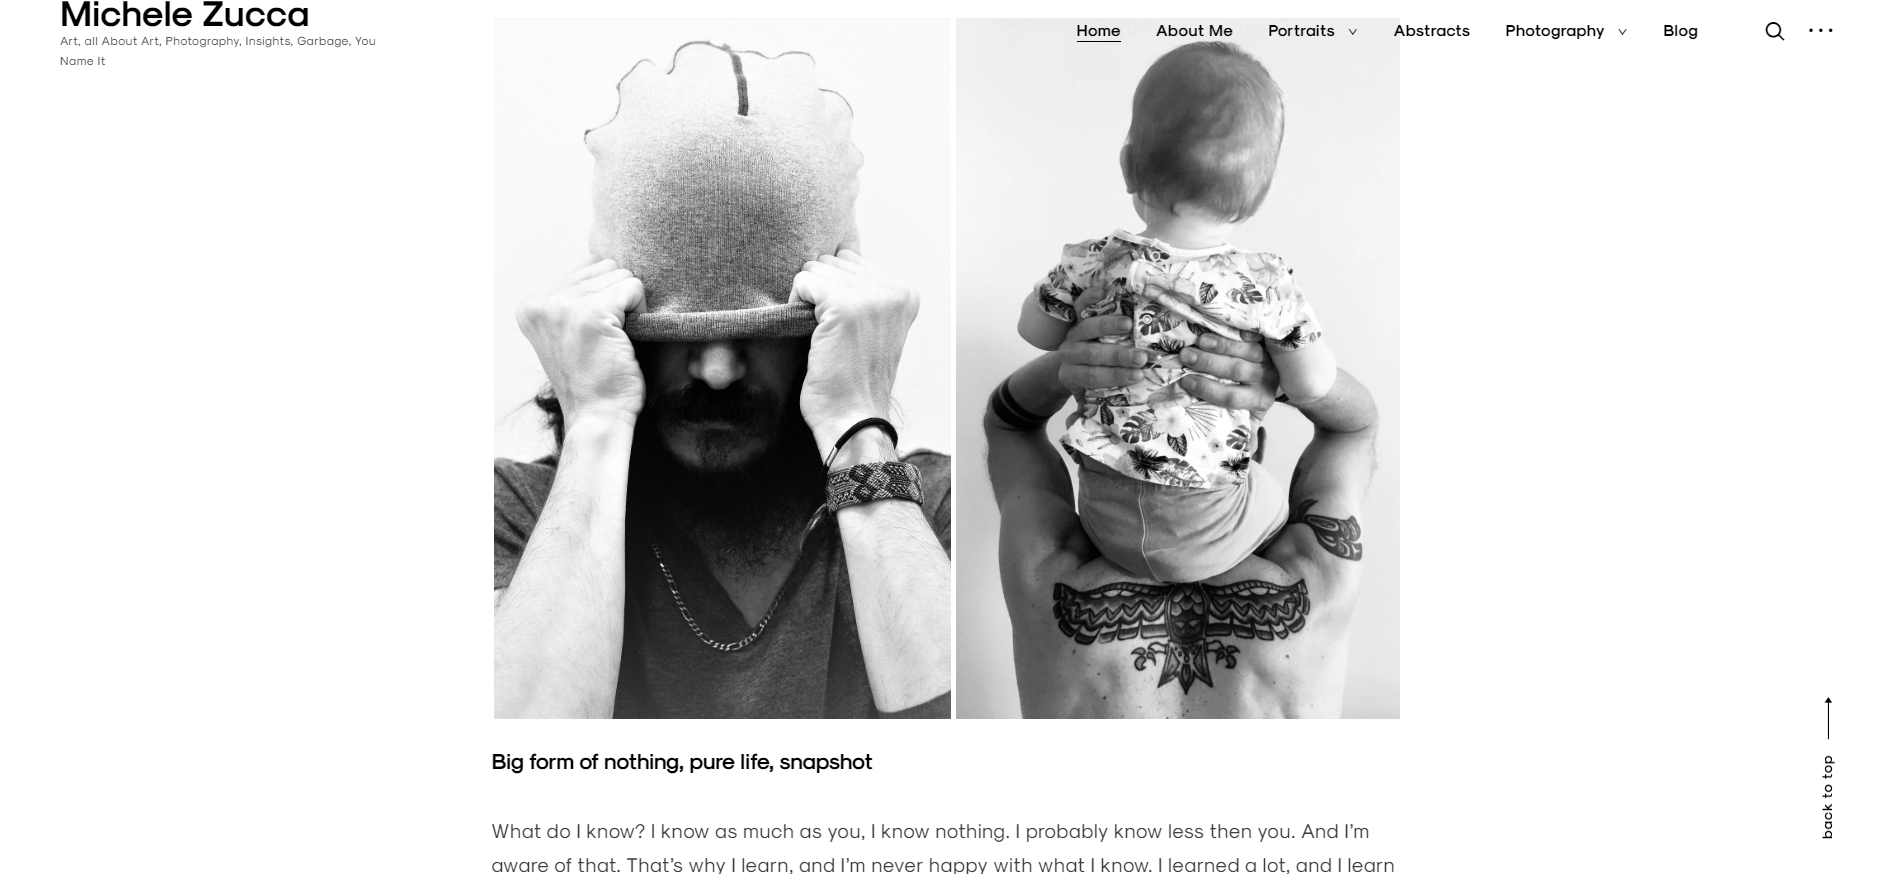 Michele Zucca
Art, all About Art, Photography, Insights, Garbage, You
Name It
Home About Me Portraits Abstracts Photography Blog
Big form of nothing, pure life, snapshot
What do I know? I know as much as you, I know nothing. I probably know less then you. And I'm
aware of that. That's why I learn, and I'm never happy with what I know. I learned a lot, and I learn
back to top